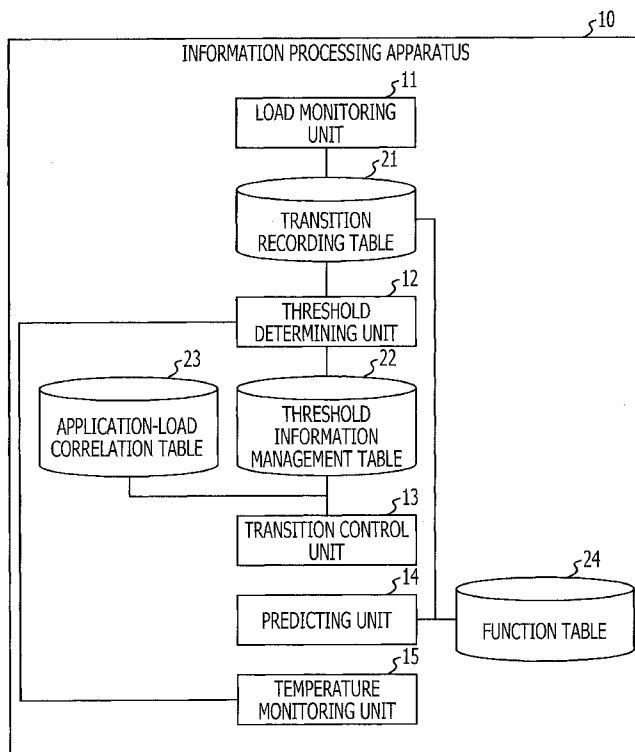 10
INFORMATION PROCESSING APPARATUS
11
LOAD MONITORING
UNIT
21
TRANSITION
RECORDING TABLE
12
THRESHOLD
DETERMINING UNIT
23
APPLICATION-LOAD
CORRELATION TABLE
22
THRESHOLD
INFORMATION
MANAGEMENT TABLE
13
TRANSITION CONTROL
UNIT
14
PREDICTING UNIT
24
FUNCTION TABLE
15
TEMPERATURE
MONITORING UNIT